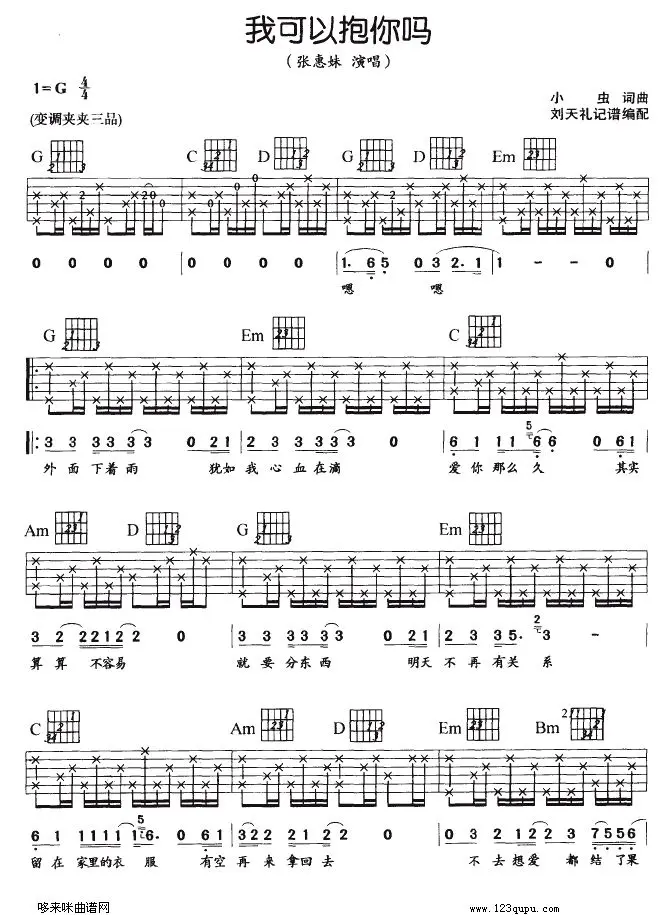 我可以抱你吗
（张惠妹 演唱）
1=G 4/4
小 虫 词曲
(变调夹夹三品)
刘天礼记谱编配
G C D G D Em
0 0 0 0 0 0 0 0 1. 6 5 0 3 2. 1 1 - - 0
嗯 嗯
G Em C
3 3 3 3 3 3 3 0 2 1 2 3 3 3 3 3 3 0 6 1 1 1 6 6 0 6 1
外 面 下 着 雨 犹如 我 心 血 在 滴 爱 你 那 么 久 其实
Am D G Em
3 2 2 2 1 2 2 0 3 3 3 3 3 3 3 0 2 1 2 3 3 5. 3 -
算 算 不容易 就 要 分 东 西 明天 不 再 有 关 系
C Am D Em Bm
6 1 1 1 1 1 1 6. 0 6 1 3 2 2 2 1 2 2 0 0 3 2 1 2 3 7 5 5 6
留 在 家里的衣 服 有空 再 来 拿回 去 不 去 想 爱 都 结 了 果
哆来咪曲谱网
www.123qupu.com